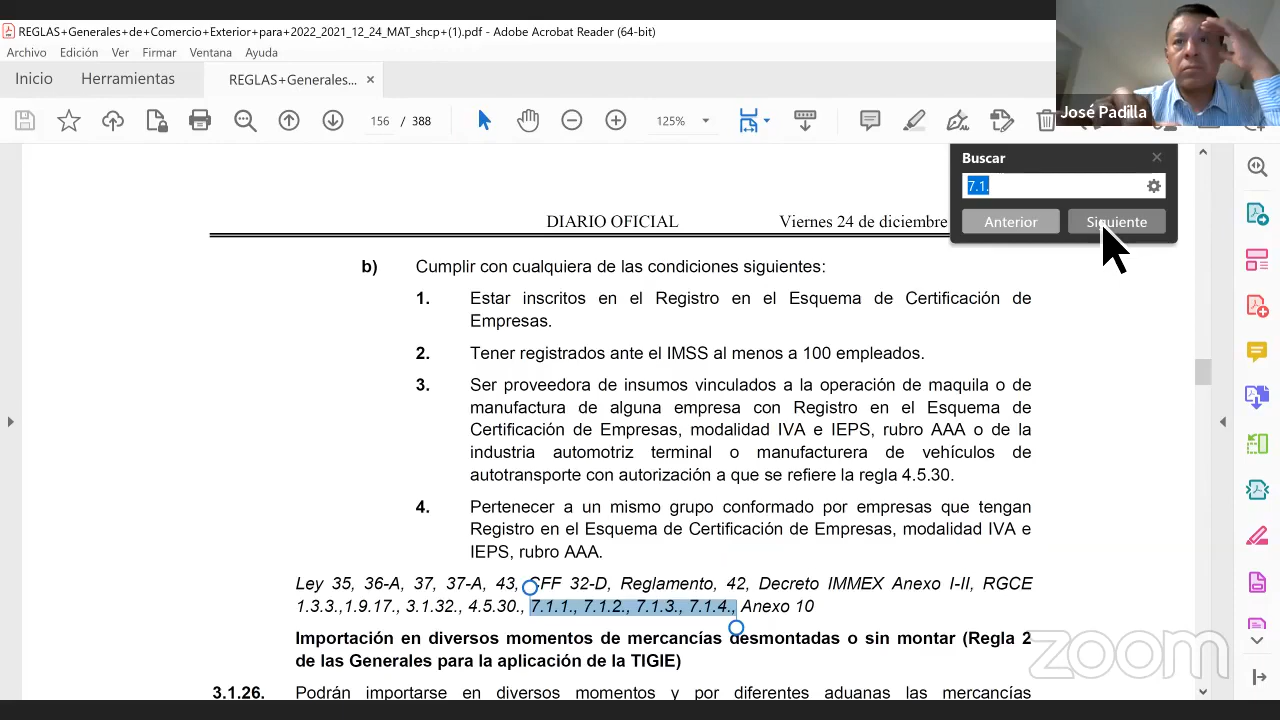 REGLAS+Generales+de+Comercio+Exterior+para+2022_2021_12_24_MAT_shcp+(1).pdf - Adobe Acrobat Reader (64-bit)
Archivo Edición Ver Firmar Ventana Ayuda
Inicio Herramientas REGLAS+Generales... ×
156 / 388 125%
José Padilla
Buscar
7.1.
Anterior Siguiente
DIARIO OFICIAL Viernes 24 de diciembre
b) Cumplir con cualquiera de las condiciones siguientes:
1. Estar inscritos en el Registro en el Esquema de Certificación de
Empresas.
2. Tener registrados ante el IMSS al menos a 100 empleados.
3. Ser proveedora de insumos vinculados a la operación de maquila o de
manufactura de alguna empresa con Registro en el Esquema de
Certificación de Empresas, modalidad IVA e IEPS, rubro AAA o de la
industria automotriz terminal o manufacturera de vehículos de
autotransporte con autorización a que se refiere la regla 4.5.30.
4. Pertenecer a un mismo grupo conformado por empresas que tengan
Registro en el Esquema de Certificación de Empresas, modalidad IVA e
IEPS, rubro AAA.
Ley 35, 36-A, 37, 37-A, 43, CFF 32-D, Reglamento, 42, Decreto IMMEX Anexo I-II, RGCE
1.3.3.,1.9.17., 3.1.32., 4.5.30., 7.1.1., 7.1.2., 7.1.3., 7.1.4., Anexo 10
Importación en diversos momentos de mercancías desmontadas o sin montar (Regla 2
de las Generales para la aplicación de la TIGIE)
3.1.26. Podrán importarse en diversos momentos y por diferentes aduanas las mercancías
zoom